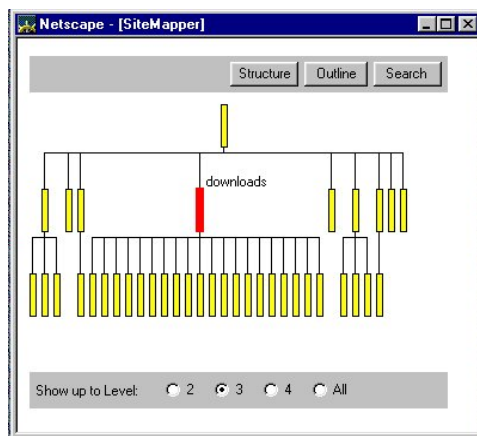 Netscape - [SiteMapper]
Structure Outline Search
downloads
Show up to Level: 2 3 4 All